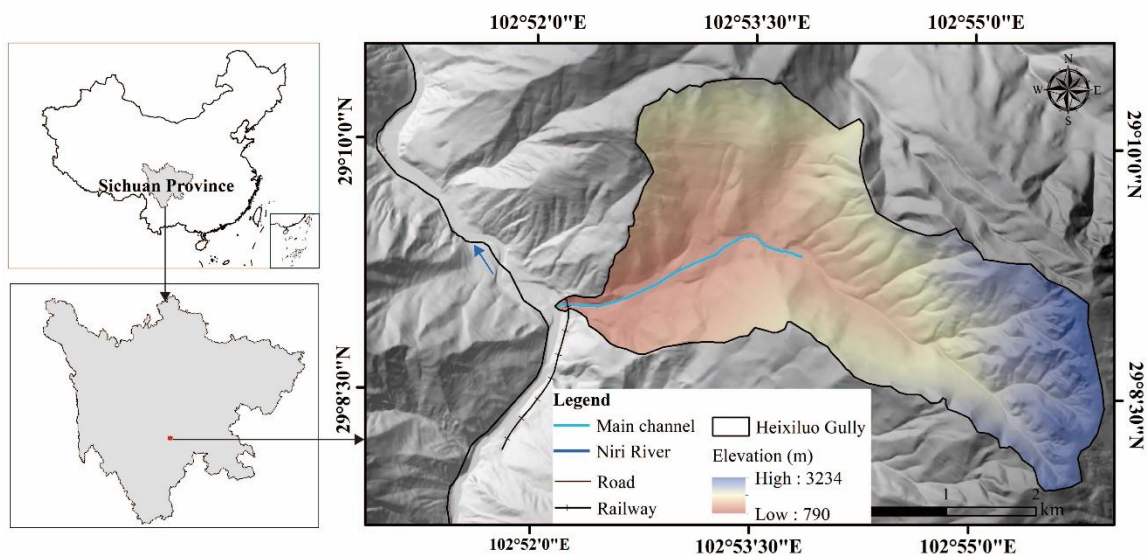 102°52'0"E
102°53'30"E
102°55'0"E
Sichuan Province
N
W
E
S
29°10'0"N
29°10'0"N
29°8'30"N
29°8'30"N
Legend
Main channel
Niri River
Road
Railway
Heixiluo Gully
Elevation (m)
High : 3234
Low : 790
1
2
km
102°52'0"E
102°53'30"E
102°55'0"E